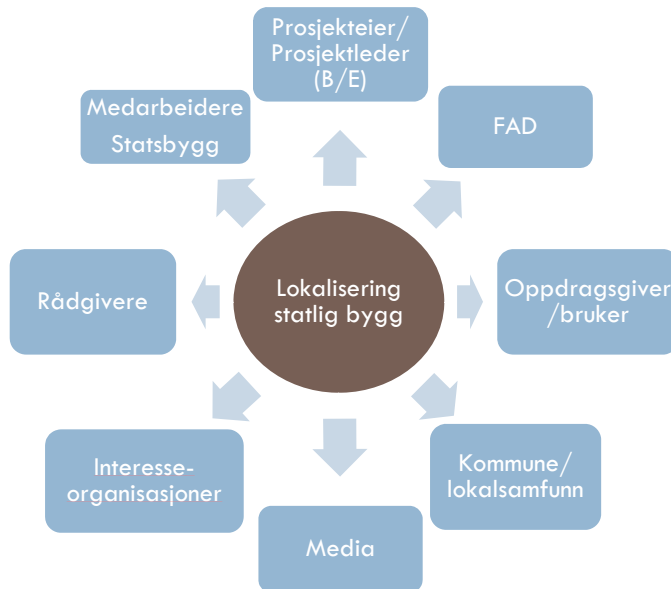 Prosjekteier/
Prosjektleder
(B/E)
FAD
Oppdragsgiver
/bruker
Kommune/
lokalsamfunn
Media
Interesse-
organisasjoner
Rådgivere
Medarbeidere
Statsbygg
Lokalisering
statlig bygg